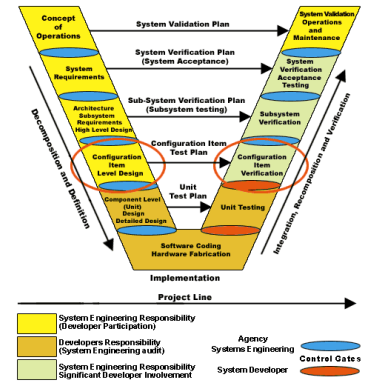 Concept
of
Operations
System Validation Plan
System Validation
Operations
and
Maintenance
System Verification Plan
(System Acceptance)
System
Requirements
System
Verification
Acceptance
Testing
Sub-System Verification Plan
(Subsystem testing)
Architecture
Subsystem
Requirements
High Level Design
Subsystem
Verification
Configuration Item
Test Plan
Configuration
Item
Level Design
Configuration
Item
Verification
Unit
Test Plan
Component Level
(Unit)
Design
Detailed Design
Unit Testing
Decomposition and Definition
Integration, Recomposition and Verification
Software Coding
Hardware Fabrication
Implementation
Project Line
System Engineering Responsibility
(Developer Participation)
Developers Responsibility
(System Engineering audit)
System Engineering Responsibility
Significant Developer Involvement
Agency
Systems Engineering
Control Gates
System Developer